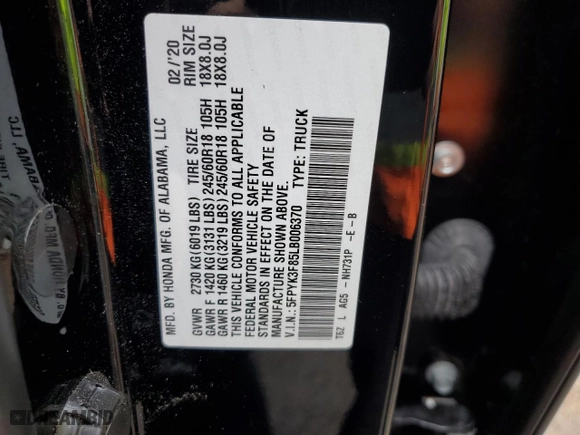 MFD. BY HONDA MFG. OF ALABAMA, LLC 02/'20
GVWR 2730 KG(6019 LBS) TIRE SIZE RIM SIZE
GAWR F 1420 KG(3131 LBS) 245/60R18 105H 18X8.0J
GAWR R 1460 KG(3219 LBS) 245/60R18 105H 18X8.0J
THIS VEHICLE CONFORMS TO ALL APPLICABLE
FEDERAL MOTOR VEHICLE SAFETY
STANDARDS IN EFFECT ON THE DATE OF
MANUFACTURE SHOWN ABOVE.
V.I.N.: 5FPYK3F85LB006370 TYPE: TRUCK
T6Z L AG5 - NH731P -E -B
DREAMBID